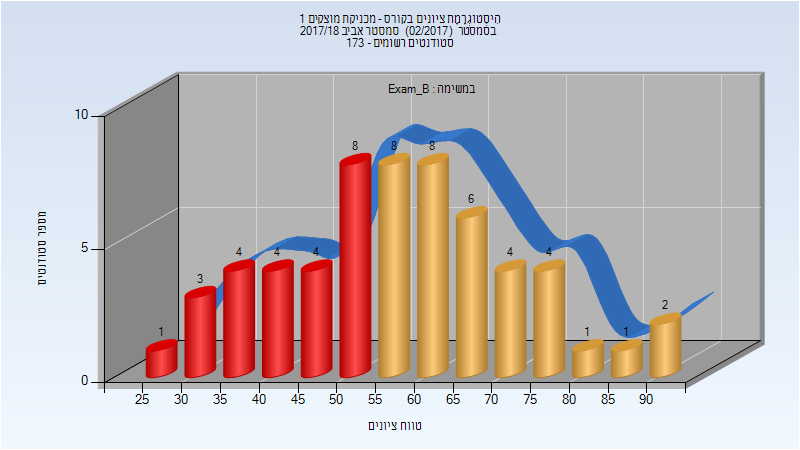 היסטוגרמת ציונים בקורס - מכניקת מוצקים 1
בסמסטר (02/2017) סמסטר אביב 2017/18
סטודנטים רשומים - 173
במשימה : Exam_B
מספר סטודנטים
10
5
0
1
3
4
4
4
8
8
8
6
4
4
1
1
2
25 30 35 40 45 50 55 60 65 70 75 80 85 90
טווח ציונים